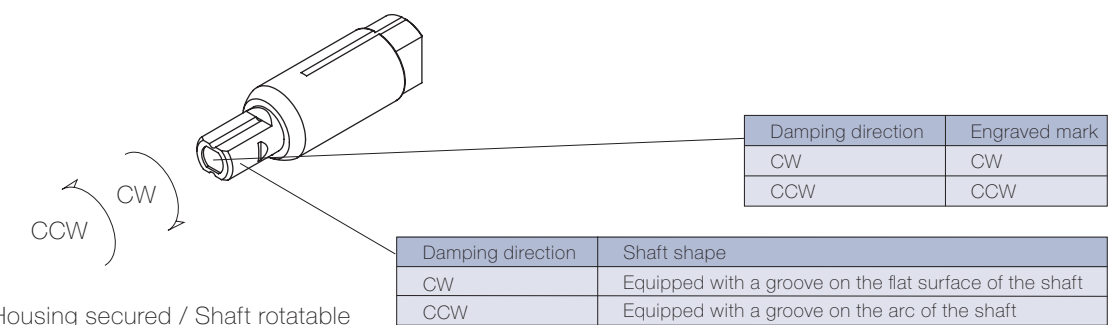 Damping direction Engraved mark
CW CW
CCW CCW
CW
CCW
Damping direction Shaft shape
CW Equipped with a groove on the flat surface of the shaft
CCW Equipped with a groove on the arc of the shaft
Housing secured / Shaft rotatable